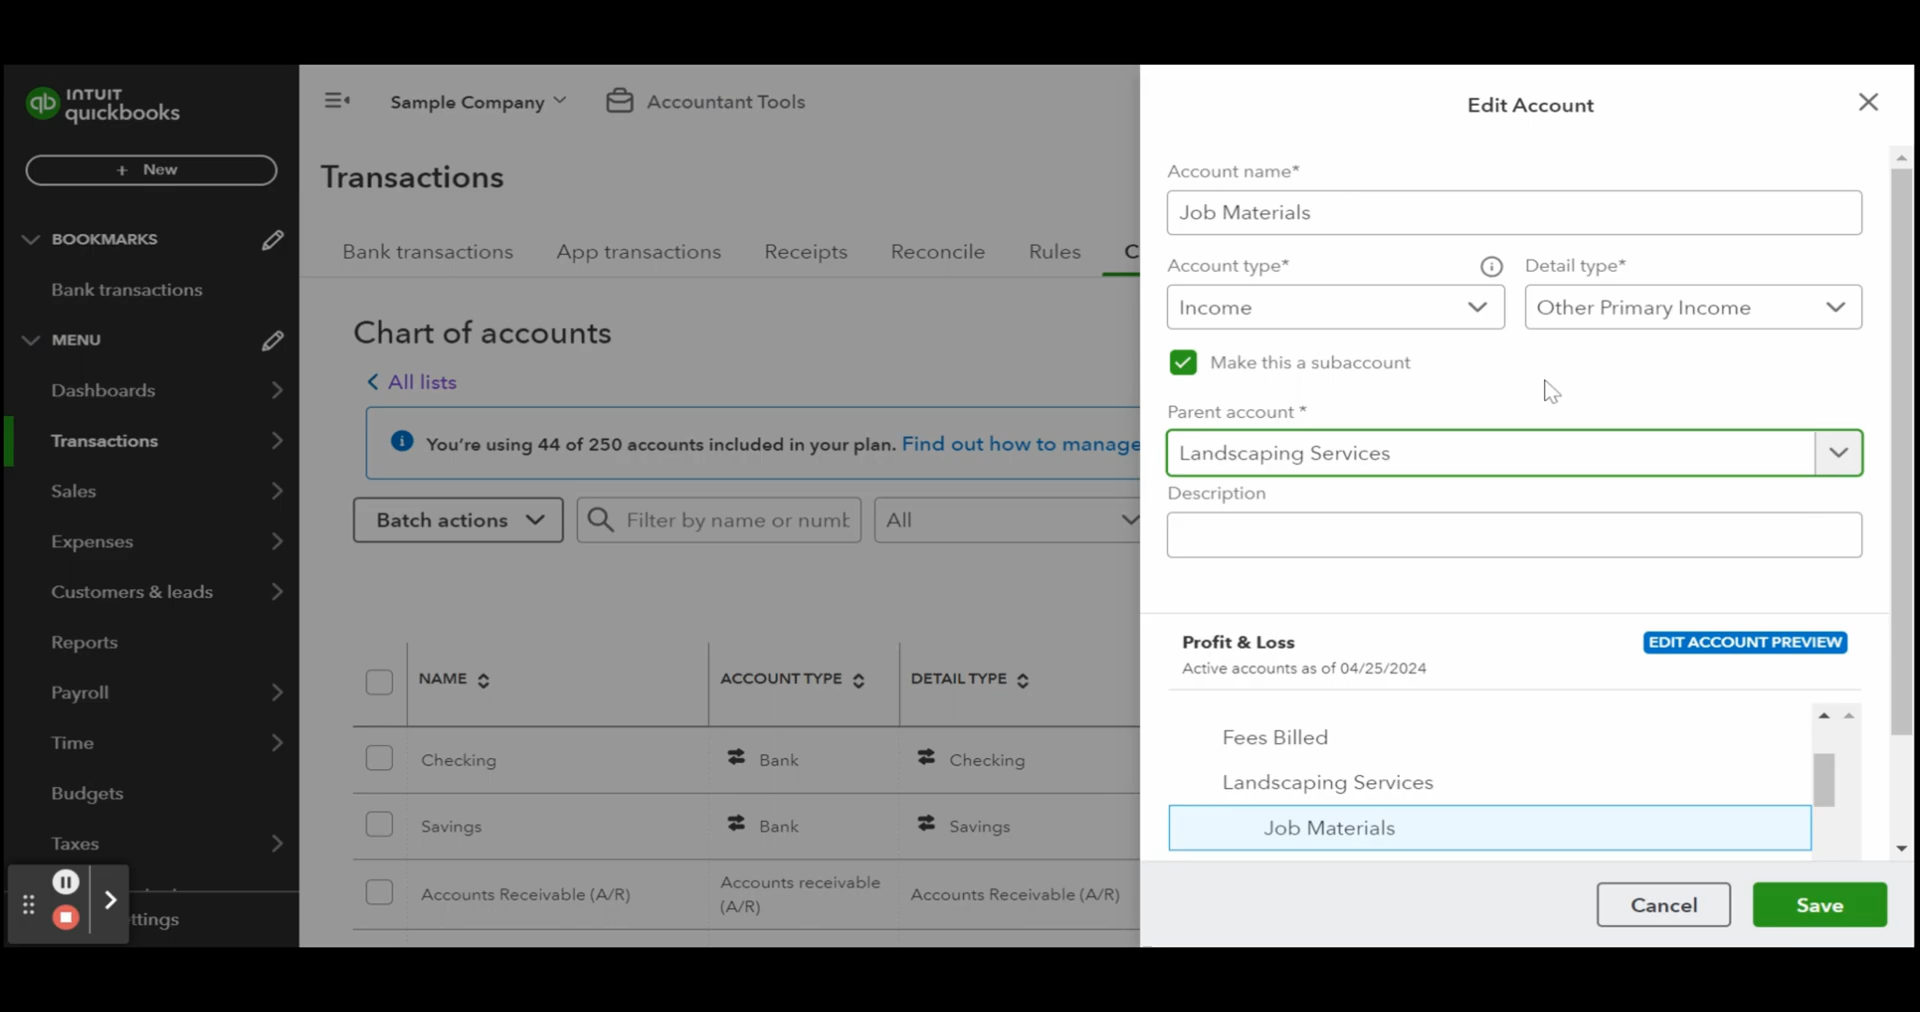 INTUIT
quickbooks
+ New
BOOKMARKS
Bank transactions
MENU
Dashboards
Transactions
Sales
Expenses
Customers & leads
Reports
Payroll
Time
Budgets
Taxes
ttings
Sample Company
Accountant Tools
Transactions
Bank transactions App transactions Receipts Reconcile Rules C
Chart of accounts
All lists
You're using 44 of 250 accounts included in your plan. Find out how to manage
Batch actions Filter by name or numb All
NAME ACCOUNT TYPE DETAIL TYPE
Checking Bank Checking
Savings Bank Savings
Accounts Receivable (A/R) Accounts receivable (A/R) Accounts Receivable (A/R)
Edit Account
Account name*
Job Materials
Account type* Detail type*
Income Other Primary Income
Make this a subaccount
Parent account *
Landscaping Services
Description
Profit & Loss EDIT ACCOUNT PREVIEW
Active accounts as of 04/25/2024
Fees Billed
Landscaping Services
Job Materials
Cancel Save